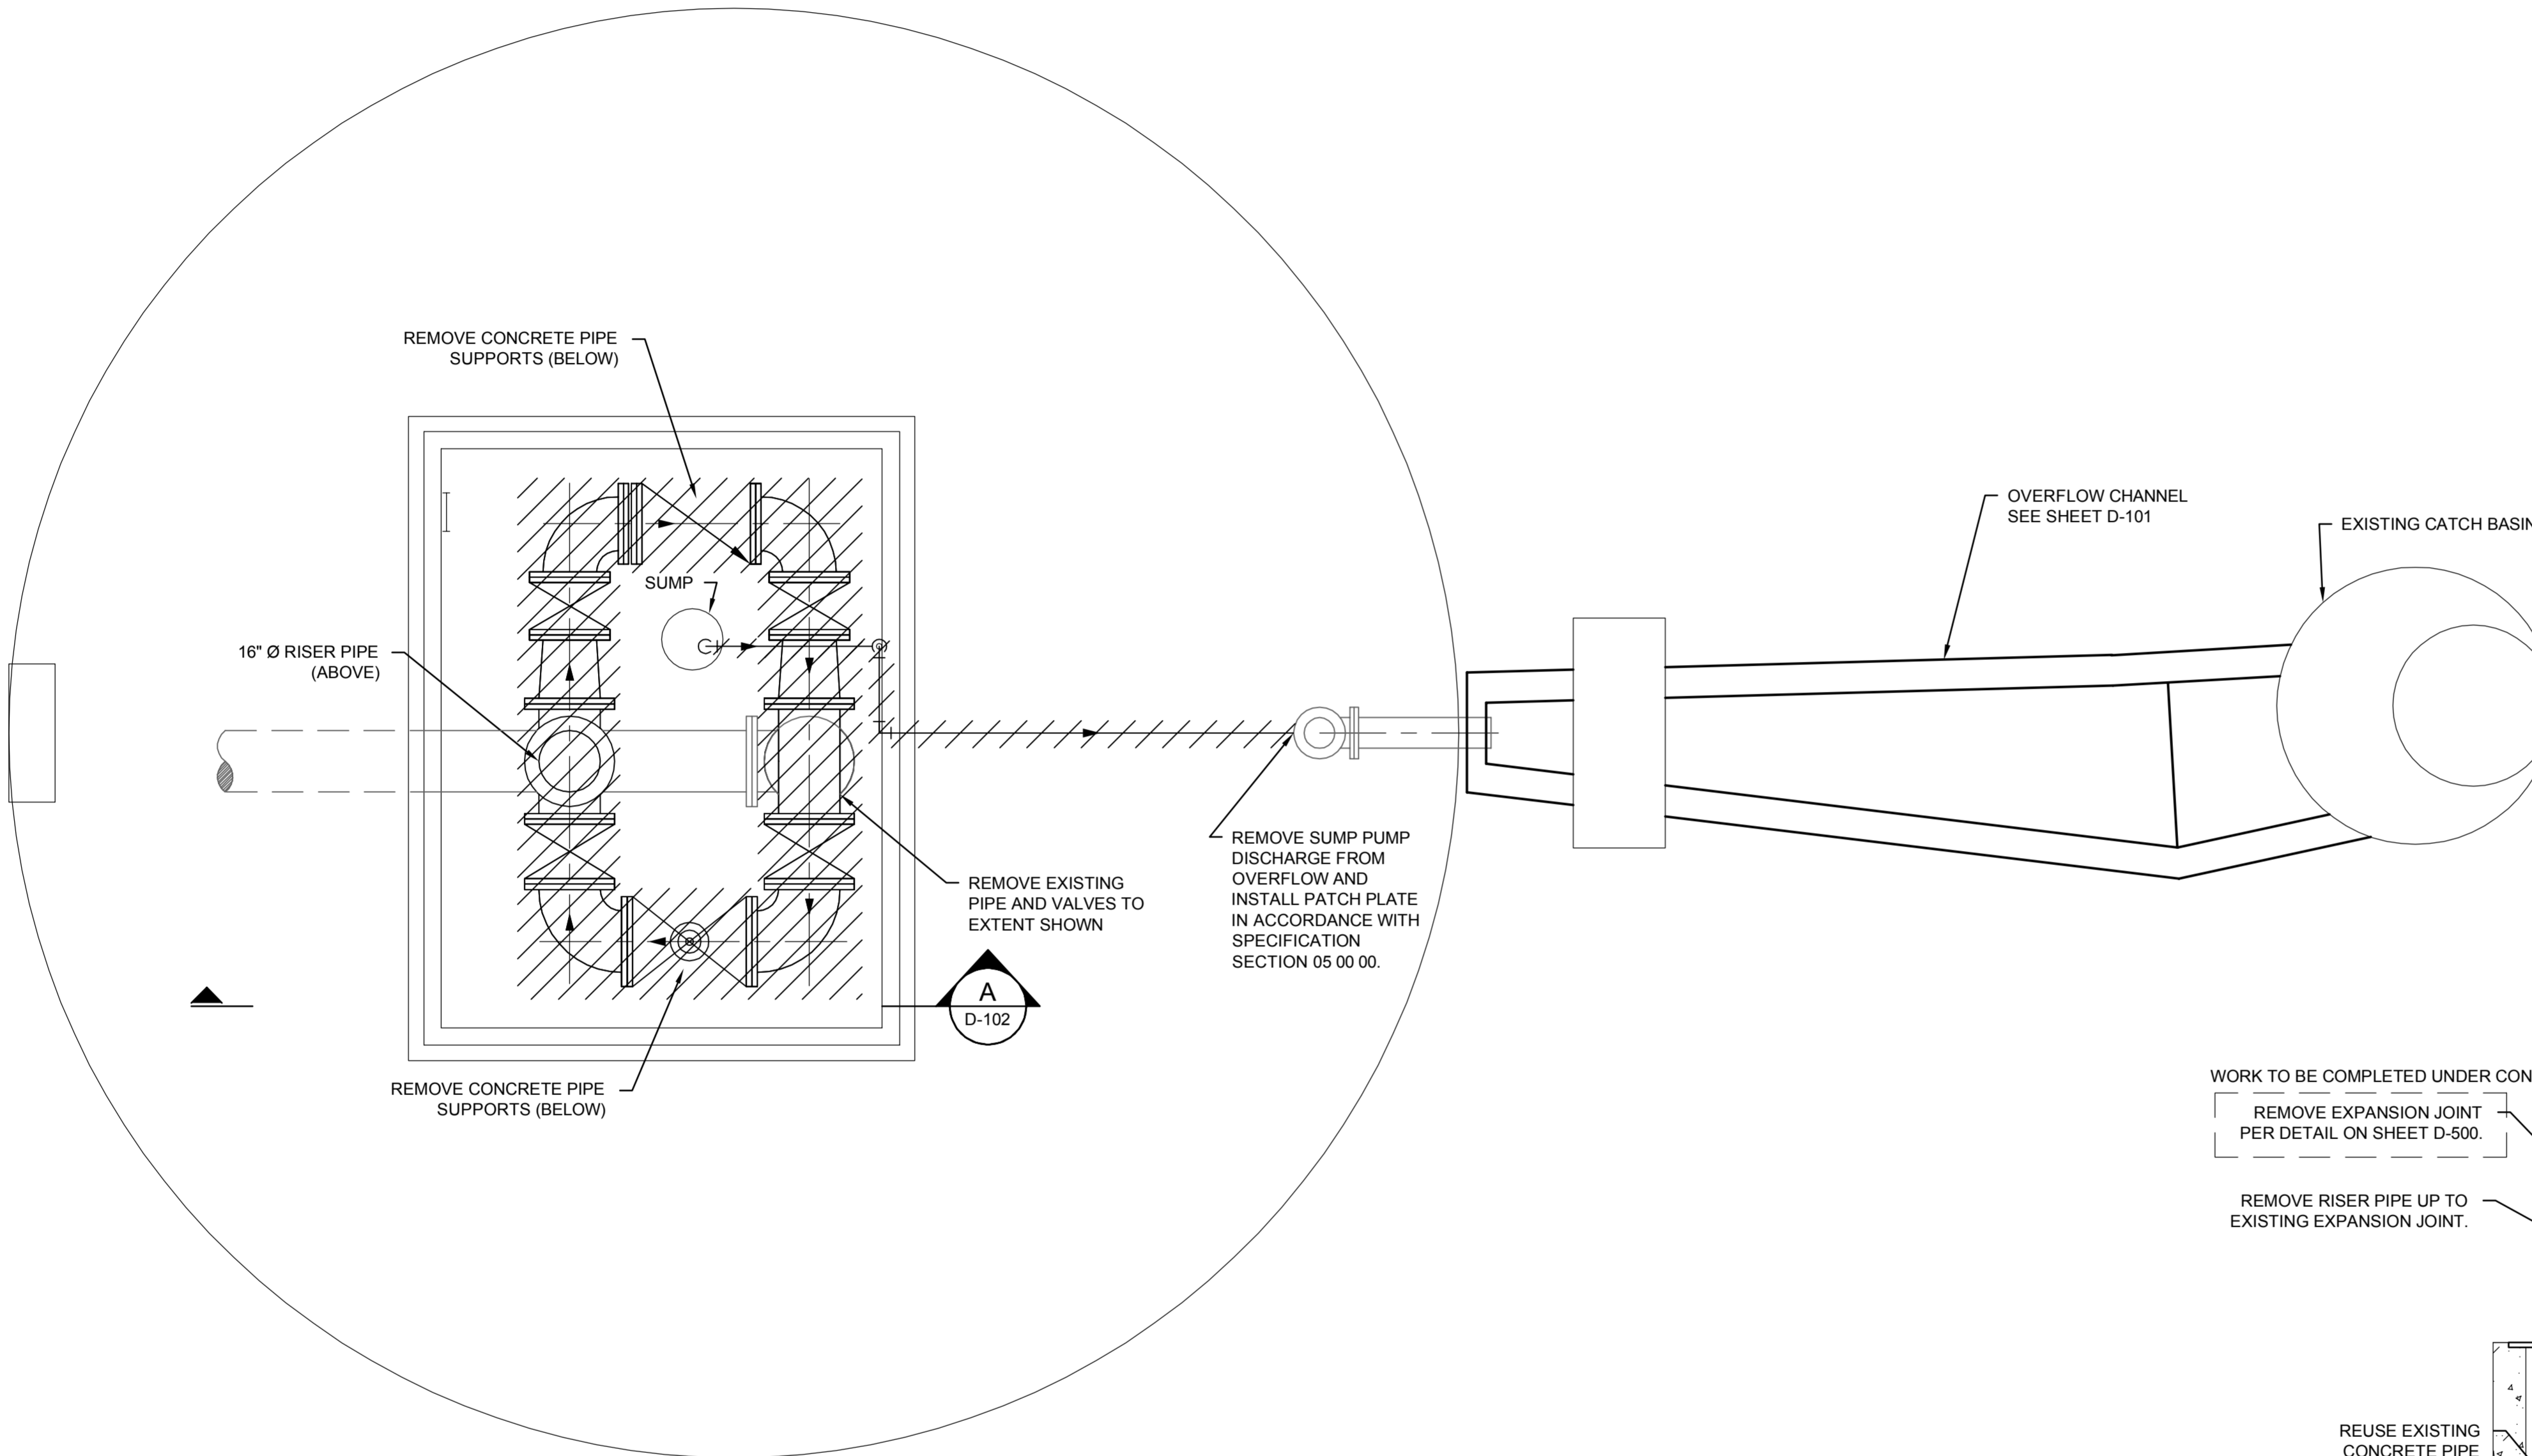 REMOVE CONCRETE PIPE
SUPPORTS (BELOW)
OVERFLOW CHANNEL
SEE SHEET D-101
EXISTING CATCH BASIN
SUMP
16" Ø RISER PIPE
(ABOVE)
REMOVE SUMP PUMP
DISCHARGE FROM
OVERFLOW AND
INSTALL PATCH PLATE
IN ACCORDANCE WITH
SPECIFICATION
SECTION 05 00 00.
REMOVE EXISTING
PIPE AND VALVES TO
EXTENT SHOWN
A
D-102
REMOVE CONCRETE PIPE
SUPPORTS (BELOW)
WORK TO BE COMPLETED UNDER CON
REMOVE EXPANSION JOINT
PER DETAIL ON SHEET D-500.
REMOVE RISER PIPE UP TO
EXISTING EXPANSION JOINT.
REUSE EXISTING
CONCRETE PIPE